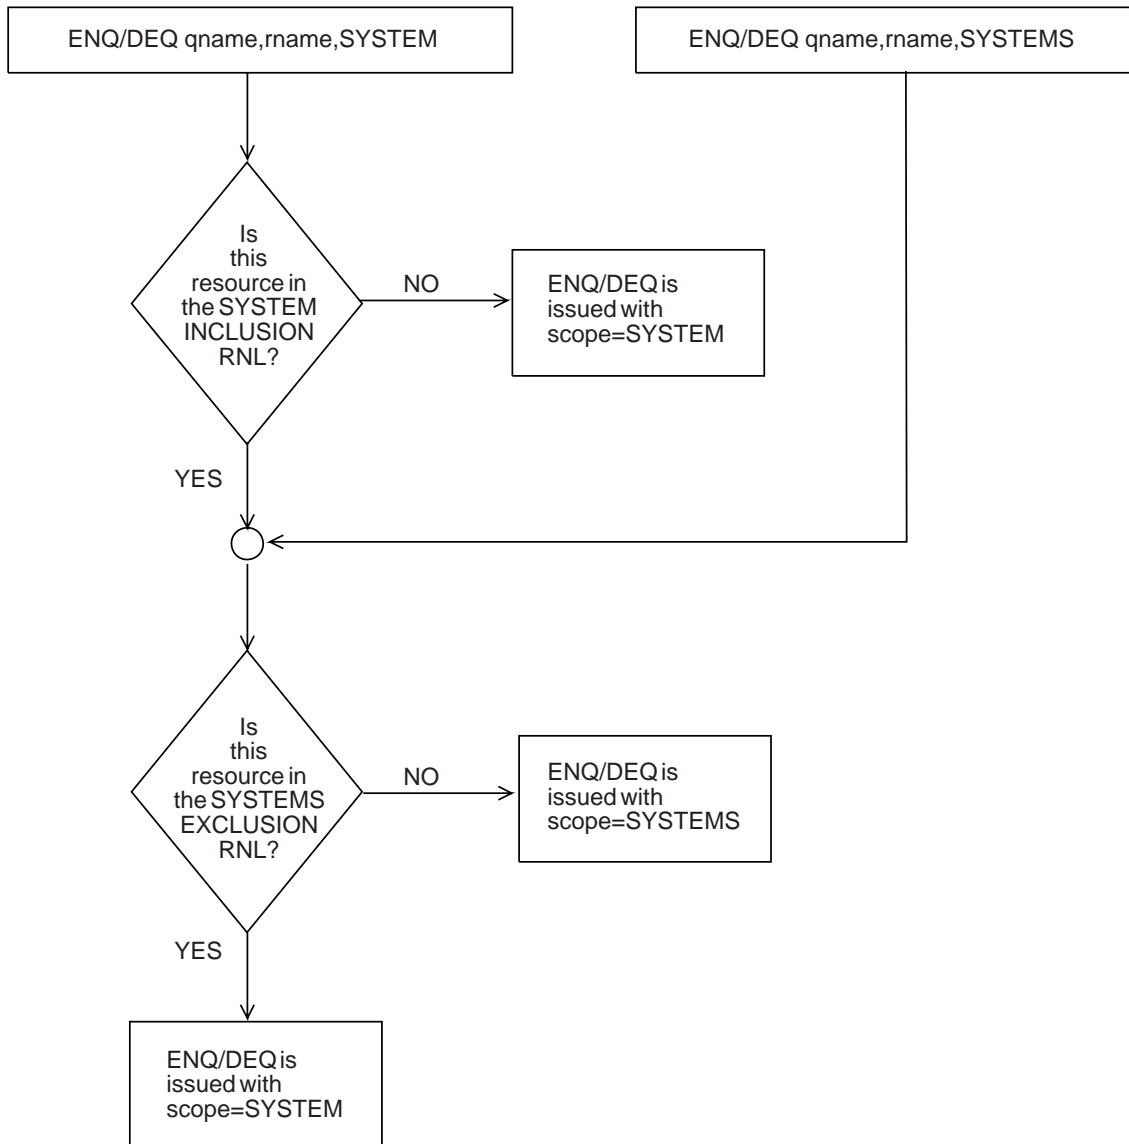 ENQ/DEQ qname,rname,SYSTEM
ENQ/DEQ qname,rname,SYSTEMS
Is
this
resource in
the SYSTEM
INCLUSION
RNL?
NO
ENQ/DEQ is
issued with
scope=SYSTEM
YES
Is
this
resource in
the SYSTEMS
EXCLUSION
RNL?
NO
ENQ/DEQ is
issued with
scope=SYSTEMS
YES
ENQ/DEQ is
issued with
scope=SYSTEM